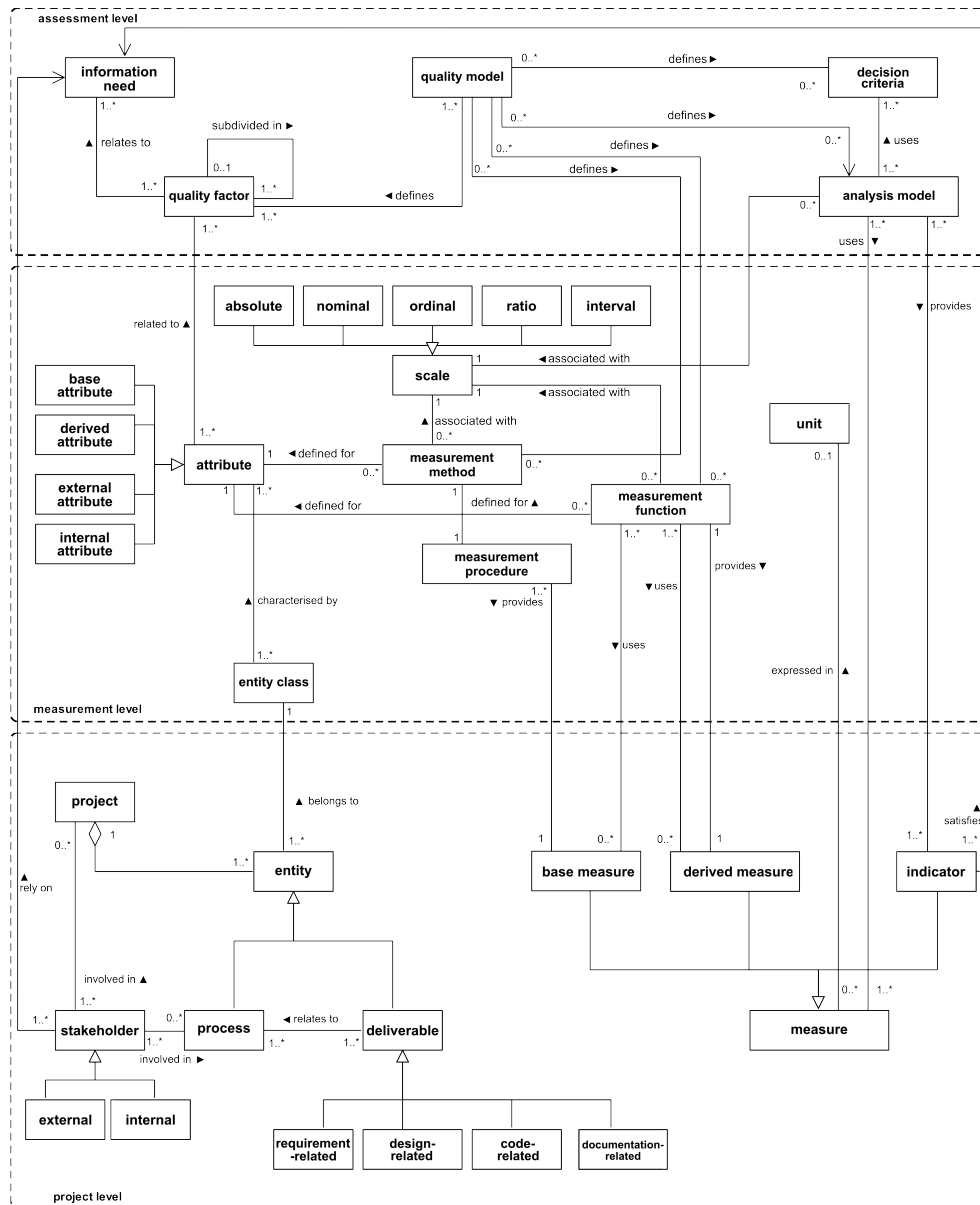 assessment level
information
need
1..*
▲ relates to
subdivided in ►
0..1
1..*
quality factor
1..*
1..*
1..*
◄ defines
quality model
1..*
0..*
defines ►
0..*
decision
criteria
1..*
0..*
defines ►
0..*
▲ uses
0..*
defines ►
0..*
defines ►
1..*
0..*
analysis model
1..*
1..*
uses ▼
absolute
nominal
ordinal
ratio
interval
related to ▲
▼ provides
1
◄ associated with
scale
1
◄ associated with
1
base
attribute
derived
attribute
external
attribute
internal
attribute
▲ associated with
0..*
1..*
attribute
1
◄ defined for
0..*
measurement
method
0..*
1
1..*
1
defined for ▲
◄ defined for
0..*
0..*
0..*
measurement
function
unit
0..1
1
measurement
procedure
1..*
▼ provides
1..*
1..*
1
provides ▼
▼ uses
▼ uses
▲ characterised by
1..*
entity class
1
expressed in ▲
measurement level
project
1
0..*
▲ belongs to
1..*
1..*
entity
▲
rely on
1
0..*
0..*
1
base measure
derived measure
▲
satisfies
1..*
1..*
indicator
involved in ▲
1..*
1..*
stakeholder
1..*
0..*
process
◄ relates to
1..*
1..*
deliverable
involved in ►
0..*
1..*
measure
external
internal
requirement
-related
design-
related
code-
related
documentation-
related
project level